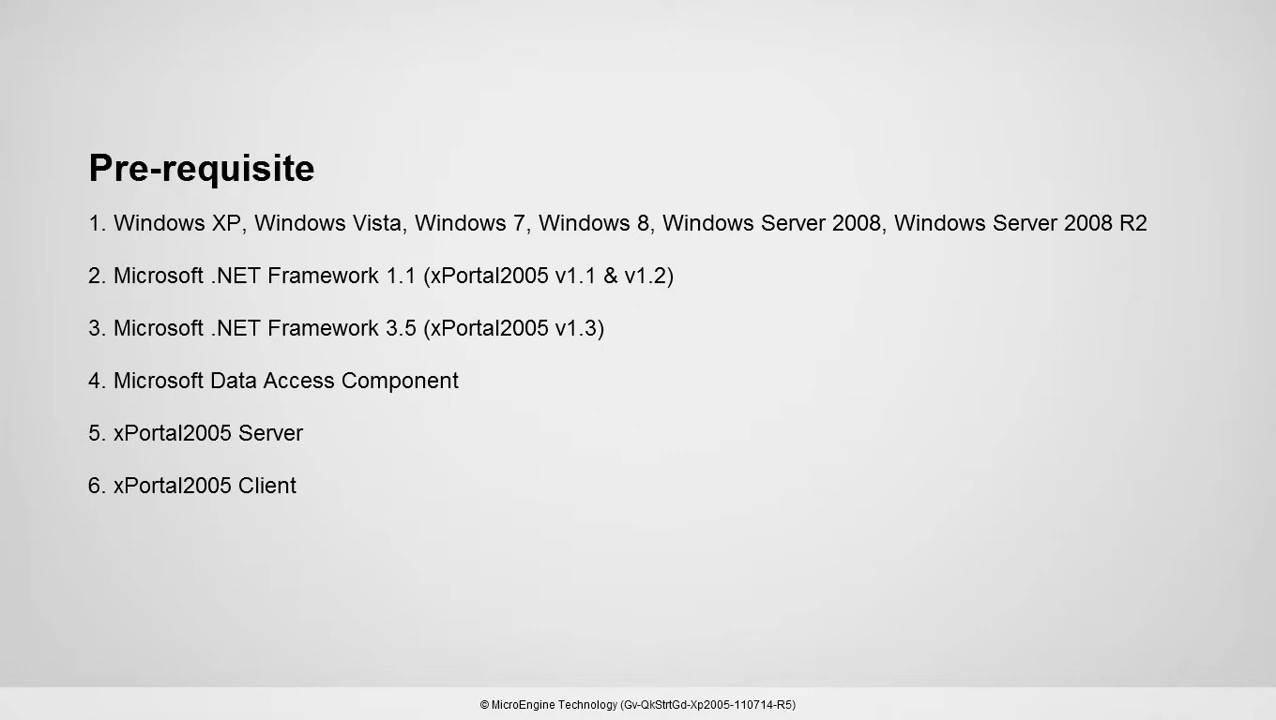 Pre-requisite
1. Windows XP, Windows Vista, Windows 7, Windows 8, Windows Server 2008, Windows Server 2008 R2
2. Microsoft .NET Framework 1.1 (xPortal2005 v1.1 & v1.2)
3. Microsoft .NET Framework 3.5 (xPortal2005 v1.3)
4. Microsoft Data Access Component
5. xPortal2005 Server
6. xPortal2005 Client
© MicroEngine Technology (Gv-QkStrtGd-Xp2005-110714-R5)